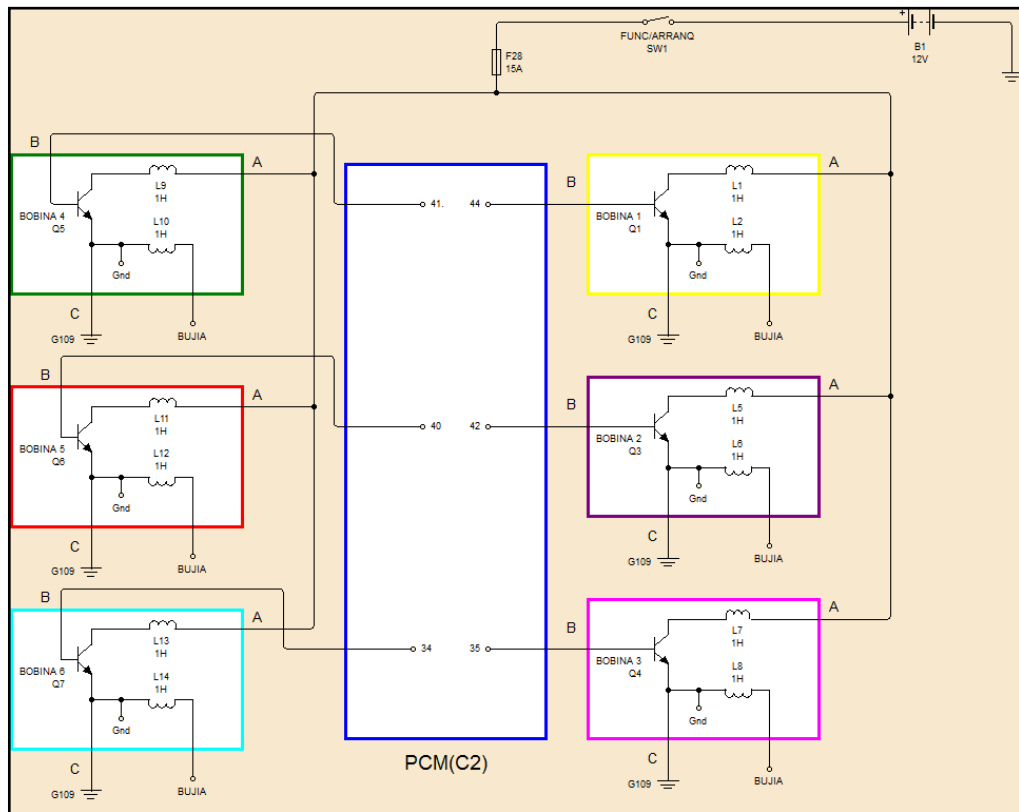 FUNC/ARRANQ
SW1
+
B1
12V
F28
15A
B
A
L9
1H
BOBINA 4
Q5
L10
1H
Gnd
C
G109
BUJIA
41.
44
B
A
L1
1H
BOBINA 1
Q1
L2
1H
Gnd
C
G109
BUJIA
B
A
L11
1H
BOBINA 5
Q6
L12
1H
Gnd
C
G109
BUJIA
40
42
B
A
L5
1H
BOBINA 2
Q3
L6
1H
Gnd
C
G109
BUJIA
B
A
L13
1H
BOBINA 6
Q7
L14
1H
Gnd
C
G109
BUJIA
34
35
B
A
L7
1H
BOBINA 3
Q4
L8
1H
Gnd
C
G109
BUJIA
PCM(C2)